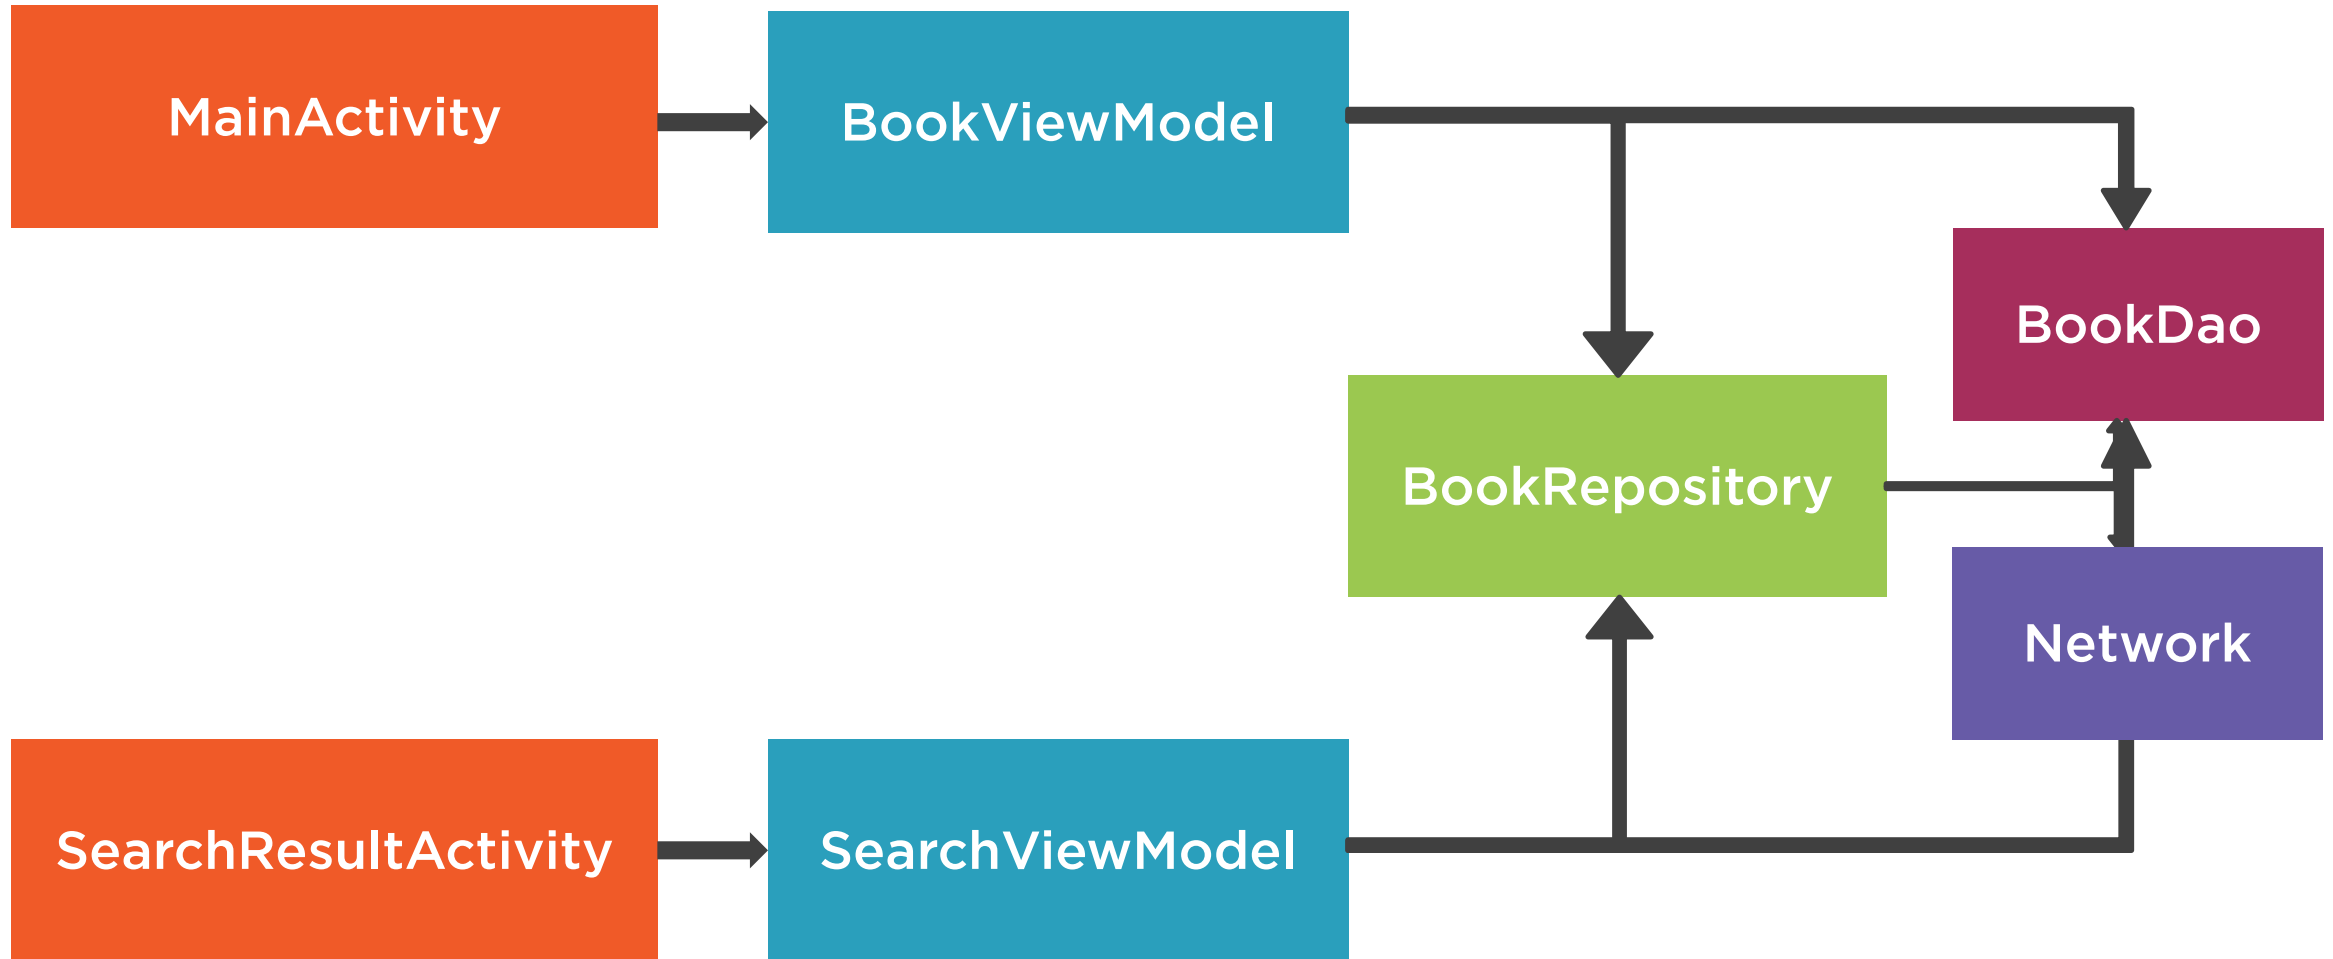 MainActivity
BookViewModel
BookDao
BookRepository
Network
SearchResultActivity
SearchViewModel